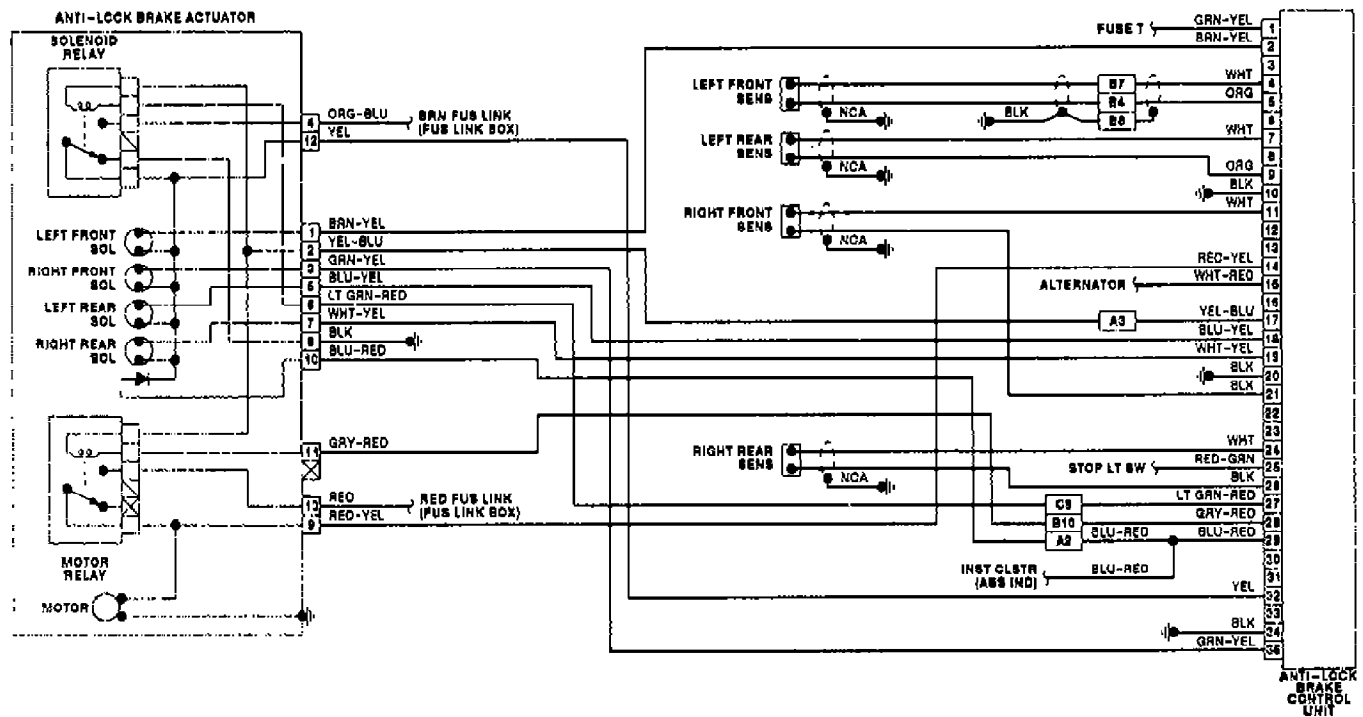 ANTI-LOCK BRAKE ACTUATOR
SOLENOID
RELAY
4
ORG-BLU
BRN FUS LINK
(FUS LINK BOX)
12
YEL
LEFT FRONT
SOL
RIGHT FRONT
SOL
LEFT REAR
SOL
RIGHT REAR
SOL
1
BRN-YEL
2
YEL-BLU
3
GRN-YEL
5
BLU-YEL
6
LT GRN-RED
7
WHT-YEL
8
BLK
10
BLU-RED
11
GRY-RED
13
RED
RED FUS LINK
(FUS LINK BOX)
9
RED-YEL
MOTOR
RELAY
MOTOR
FUSE 7
LEFT FRONT
SENS
NCA
LEFT REAR
SENS
NCA
RIGHT FRONT
SENS
NCA
BLK
B7
B4
ALTERNATOR
A3
RIGHT REAR
SENS
NCA
STOP LT SW
C9
B10
A2
BLU-RED
INST CLSTR
(ABS IND)
BLU-RED
GRN-YEL
1
BRN-YEL
2
3
WHT
4
ORG
5
6
WHT
7
8
ORG
9
BLK
10
WHT
11
12
13
RED-YEL
14
WHT-RED
15
16
YEL-BLU
17
BLU-YEL
18
WHT-YEL
19
BLK
20
BLK
21
22
23
WHT
24
RED-GRN
25
BLK
26
LT GRN-RED
27
GRY-RED
28
BLU-RED
29
30
31
YEL
32
33
BLK
34
GRN-YEL
35
ANTI-LOCK
BRAKE
CONTROL
UNIT